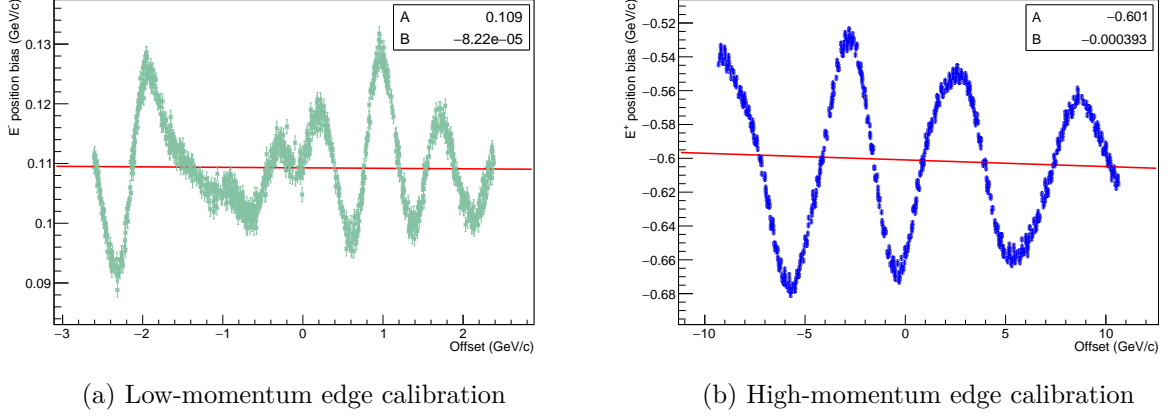 E⁻ position bias (GeV/c)
0.13
0.12
0.11
0.1
0.09
A 0.109
B −8.22e−05
−3 −2 −1 0 1 2
Offset (GeV/c)
(a) Low-momentum edge calibration
E⁺ position bias (GeV/c)
−0.52
−0.54
−0.56
−0.58
−0.6
−0.62
−0.64
−0.66
−0.68
A −0.601
B −0.000393
−10 −5 0 5 10
Offset (GeV/c)
(b) High-momentum edge calibration